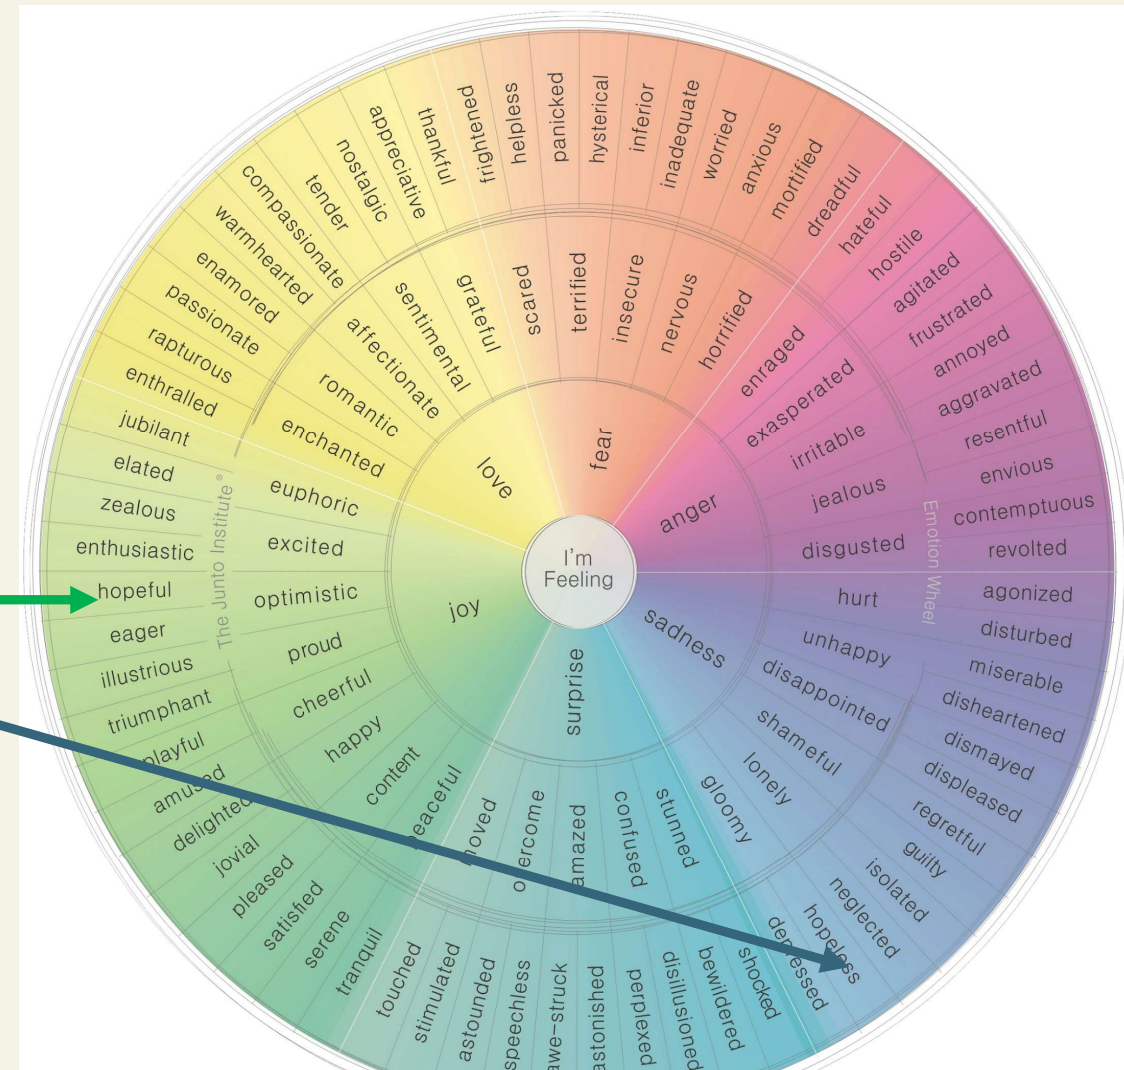 I'm
Feeling
love
fear
anger
sadness
surprise
joy
scared
terrified
insecure
nervous
horrified
enraged
exasperated
irritable
jealous
disgusted
hurt
unhappy
disappointed
shameful
lonely
gloomy
stunned
confused
amazed
overcome
moved
peaceful
content
happy
cheerful
proud
optimistic
excited
euphoric
enchanted
romantic
affectionate
sentimental
grateful
frightened
helpless
panicked
hysterical
inferior
inadequate
worried
anxious
mortified
dreadful
hateful
hostile
agitated
frustrated
annoyed
aggravated
resentful
envious
contemptuous
revolted
agonized
disturbed
miserable
disheartened
dismayed
displeased
regretful
guilty
isolated
neglected
hopeless
depressed
shocked
bewildered
disillusioned
perplexed
astonished
awe-struck
speechless
astounded
stimulated
touched
tranquil
serene
satisfied
pleased
jovial
delighted
amused
playful
triumphant
illustrious
eager
hopeful
enthusiastic
zealous
elated
jubilant
enthralled
rapturous
passionate
enamored
warmhearted
compassionate
tender
nostalgic
appreciative
thankful
The Junto Institute®
Emotion Wheel